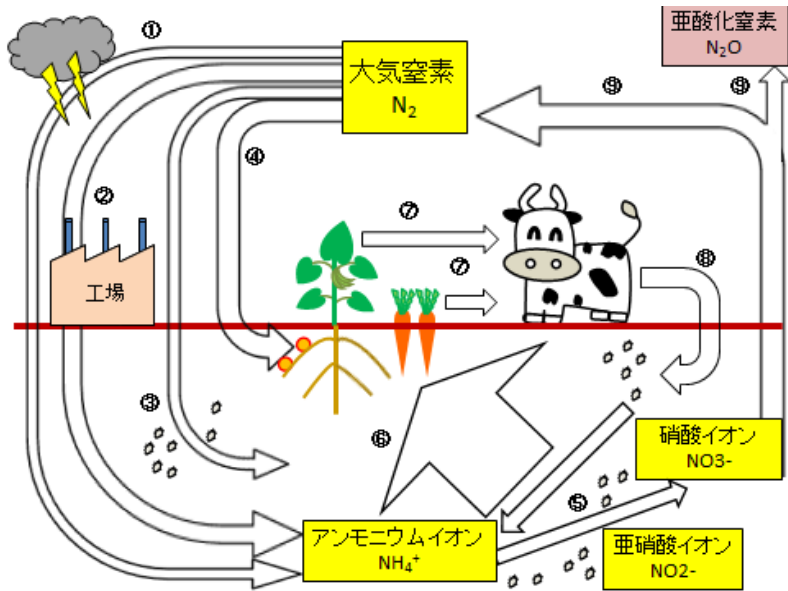 ①
大気窒素
N₂
⑨
⑨
亜酸化窒素
N₂O
④
②
⑦
⑦
⑧
工場
③
⑥
⑤
硝酸イオン
NO3-
アンモニウムイオン
NH₄⁺
亜硝酸イオン
NO2-